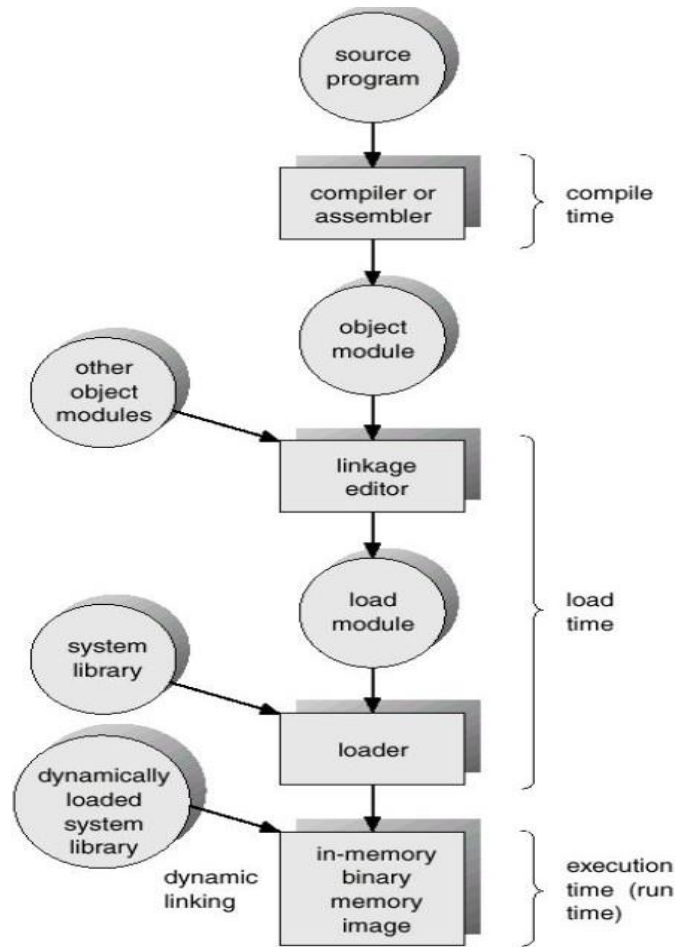 source
program
compiler or
assembler
compile
time
object
module
other
object
modules
linkage
editor
load
module
load
time
system
library
loader
dynamically
loaded
system
library
dynamic
linking
in-memory
binary
memory
image
execution
time (run
time)